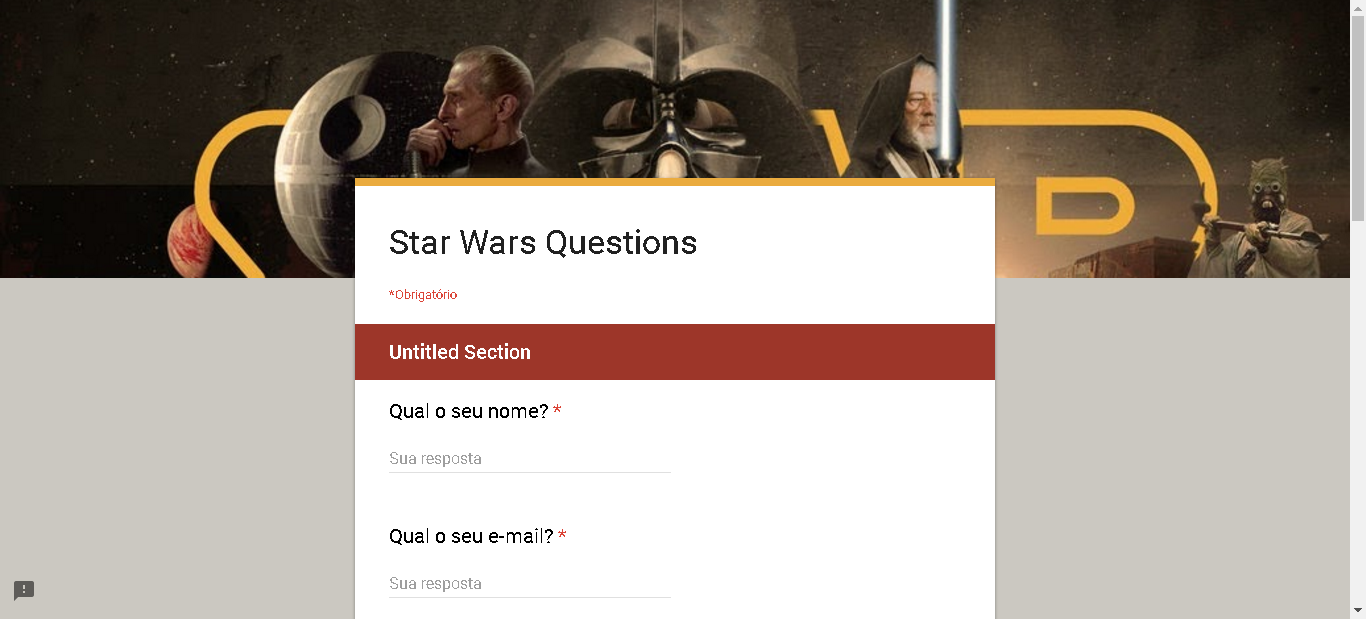 Star Wars Questions
*Obrigatório
Untitled Section
Qual o seu nome? *
Sua resposta
Qual o seu e-mail? *
Sua resposta